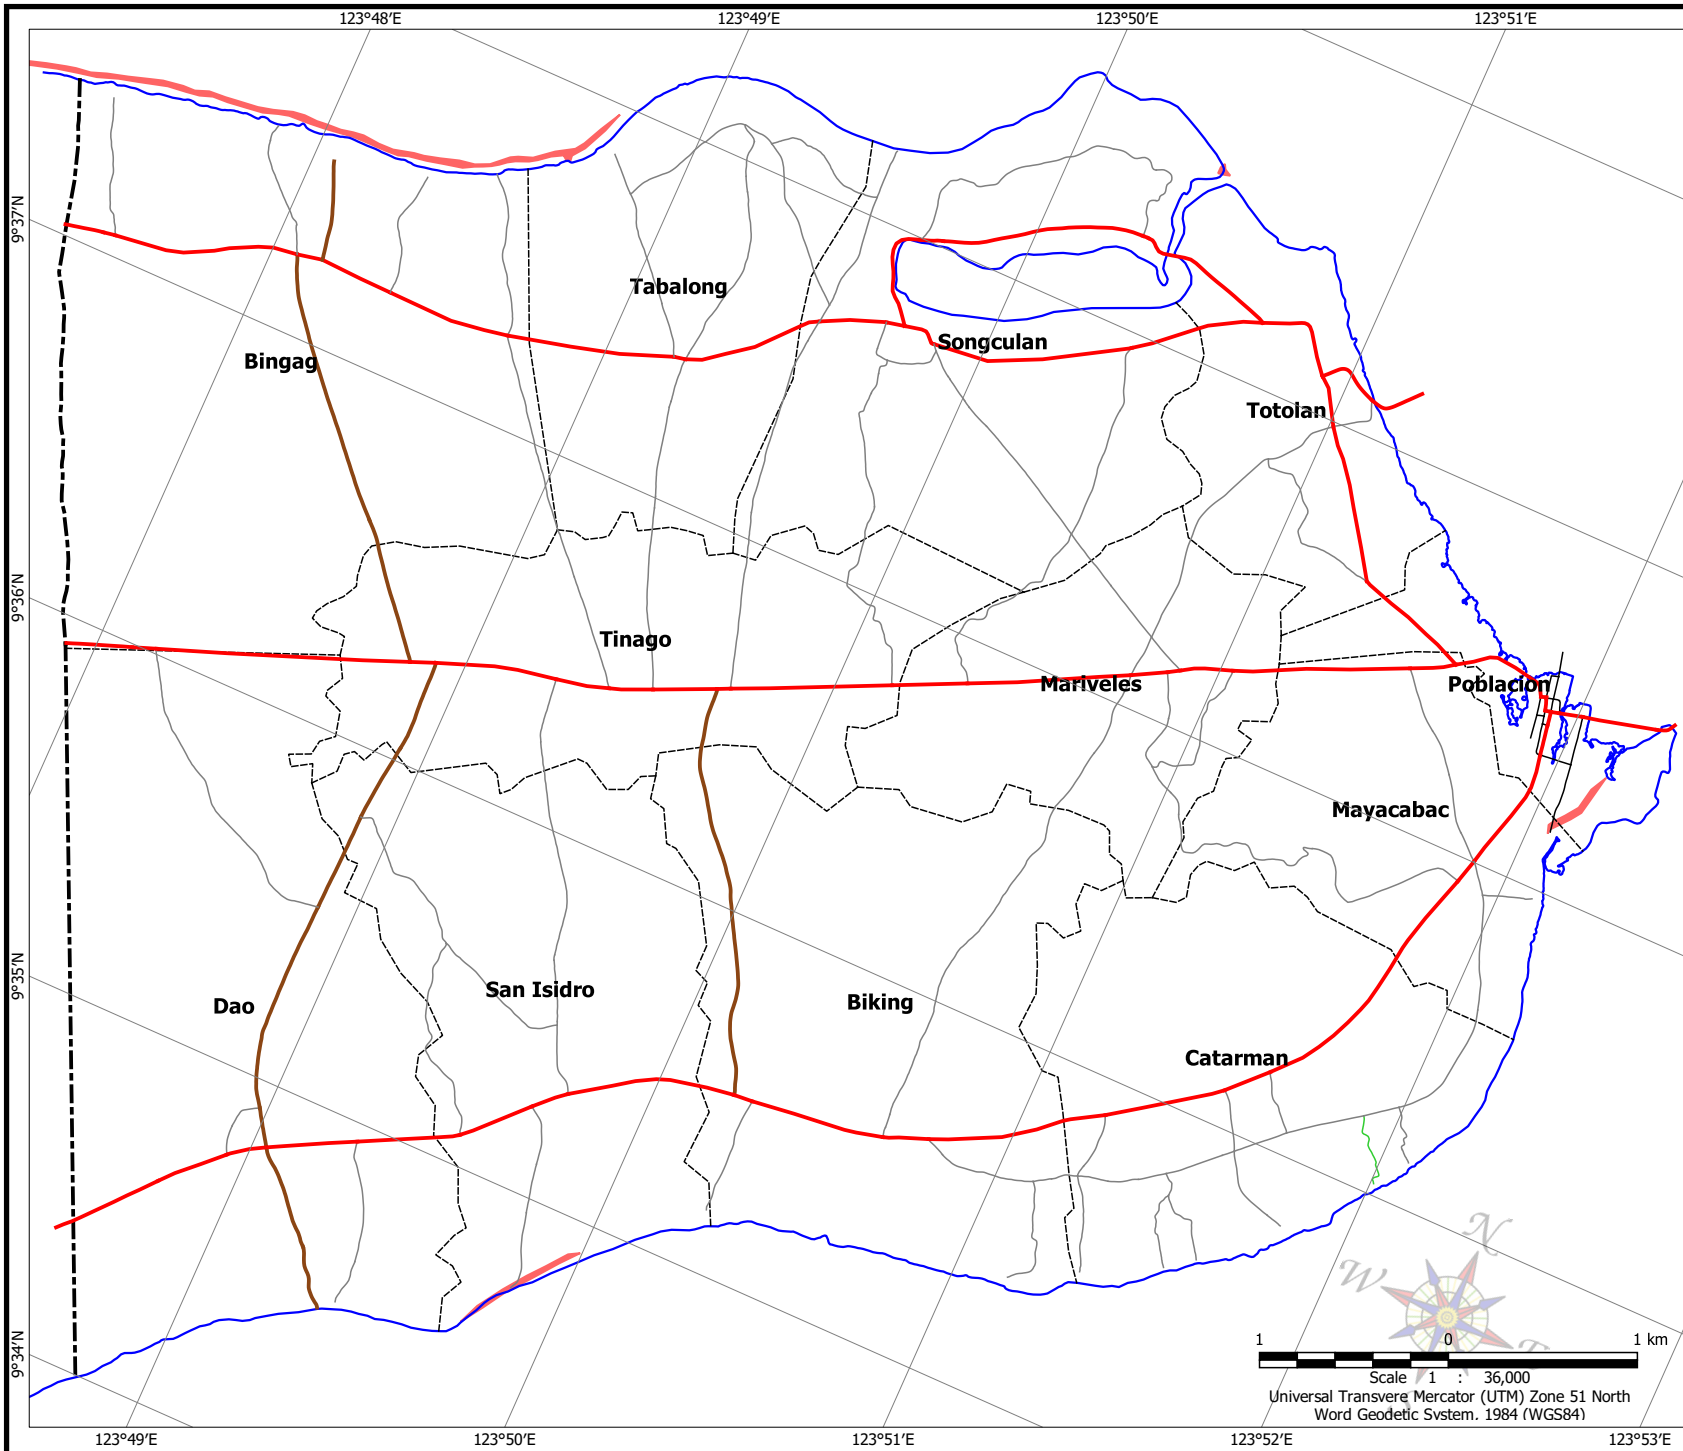 123°48'E
123°49'E
123°50'E
123°51'E
9°37'N
Tabalong
Songculan
Bingag
Totolan
9°36'N
Tinago
Mariveles
Poblacion
Mayacabac
9°35'N
San Isidro
Dao
Biking
Catarman
N
W
9°34'N
1 0 1 km
Scale 1 : 36,000
Universal Transvere Mercator (UTM) Zone 51 North
Word Geodetic System, 1984 (WGS84)
123°49'E
123°50'E
123°51'E
123°52'E
123°53'E